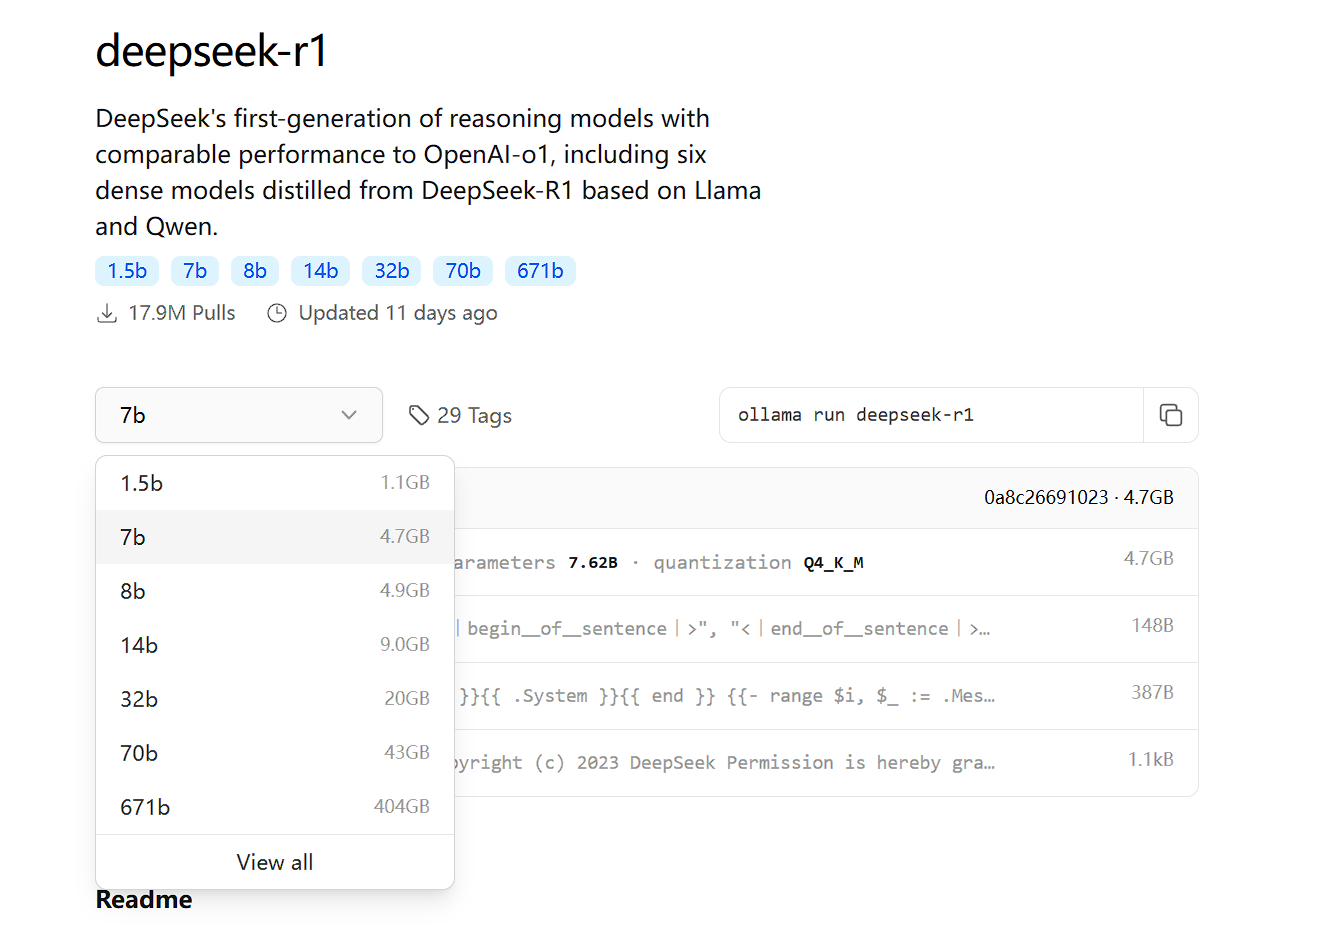 deepseek-r1
DeepSeek's first-generation of reasoning models with
comparable performance to OpenAI-o1, including six
dense models distilled from DeepSeek-R1 based on Llama
and Qwen.
1.5b 7b 8b 14b 32b 70b 671b
17.9M Pulls Updated 11 days ago
7b 29 Tags ollama run deepseek-r1
1.5b 1.1GB
7b 4.7GB
8b 4.9GB
14b 9.0GB
32b 20GB
70b 43GB
671b 404GB
View all
0a8c26691023 · 4.7GB
arameters 7.62B · quantization Q4_K_M 4.7GB
|begin__of__sentence|>", "<|end__of__sentence|>… 148B
}}{{ .System }}{{ end }} {{- range $i, $_ := .Mes… 387B
pyright (c) 2023 DeepSeek Permission is hereby gra… 1.1kB
Readme